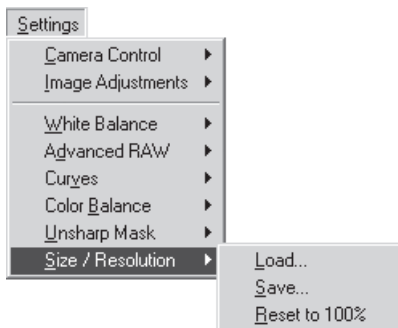 Settings
Camera Control
Image Adjustments
White Balance
Advanced RAW
Curves
Color Balance
Unsharp Mask
Size / Resolution
Load...
Save...
Reset to 100%